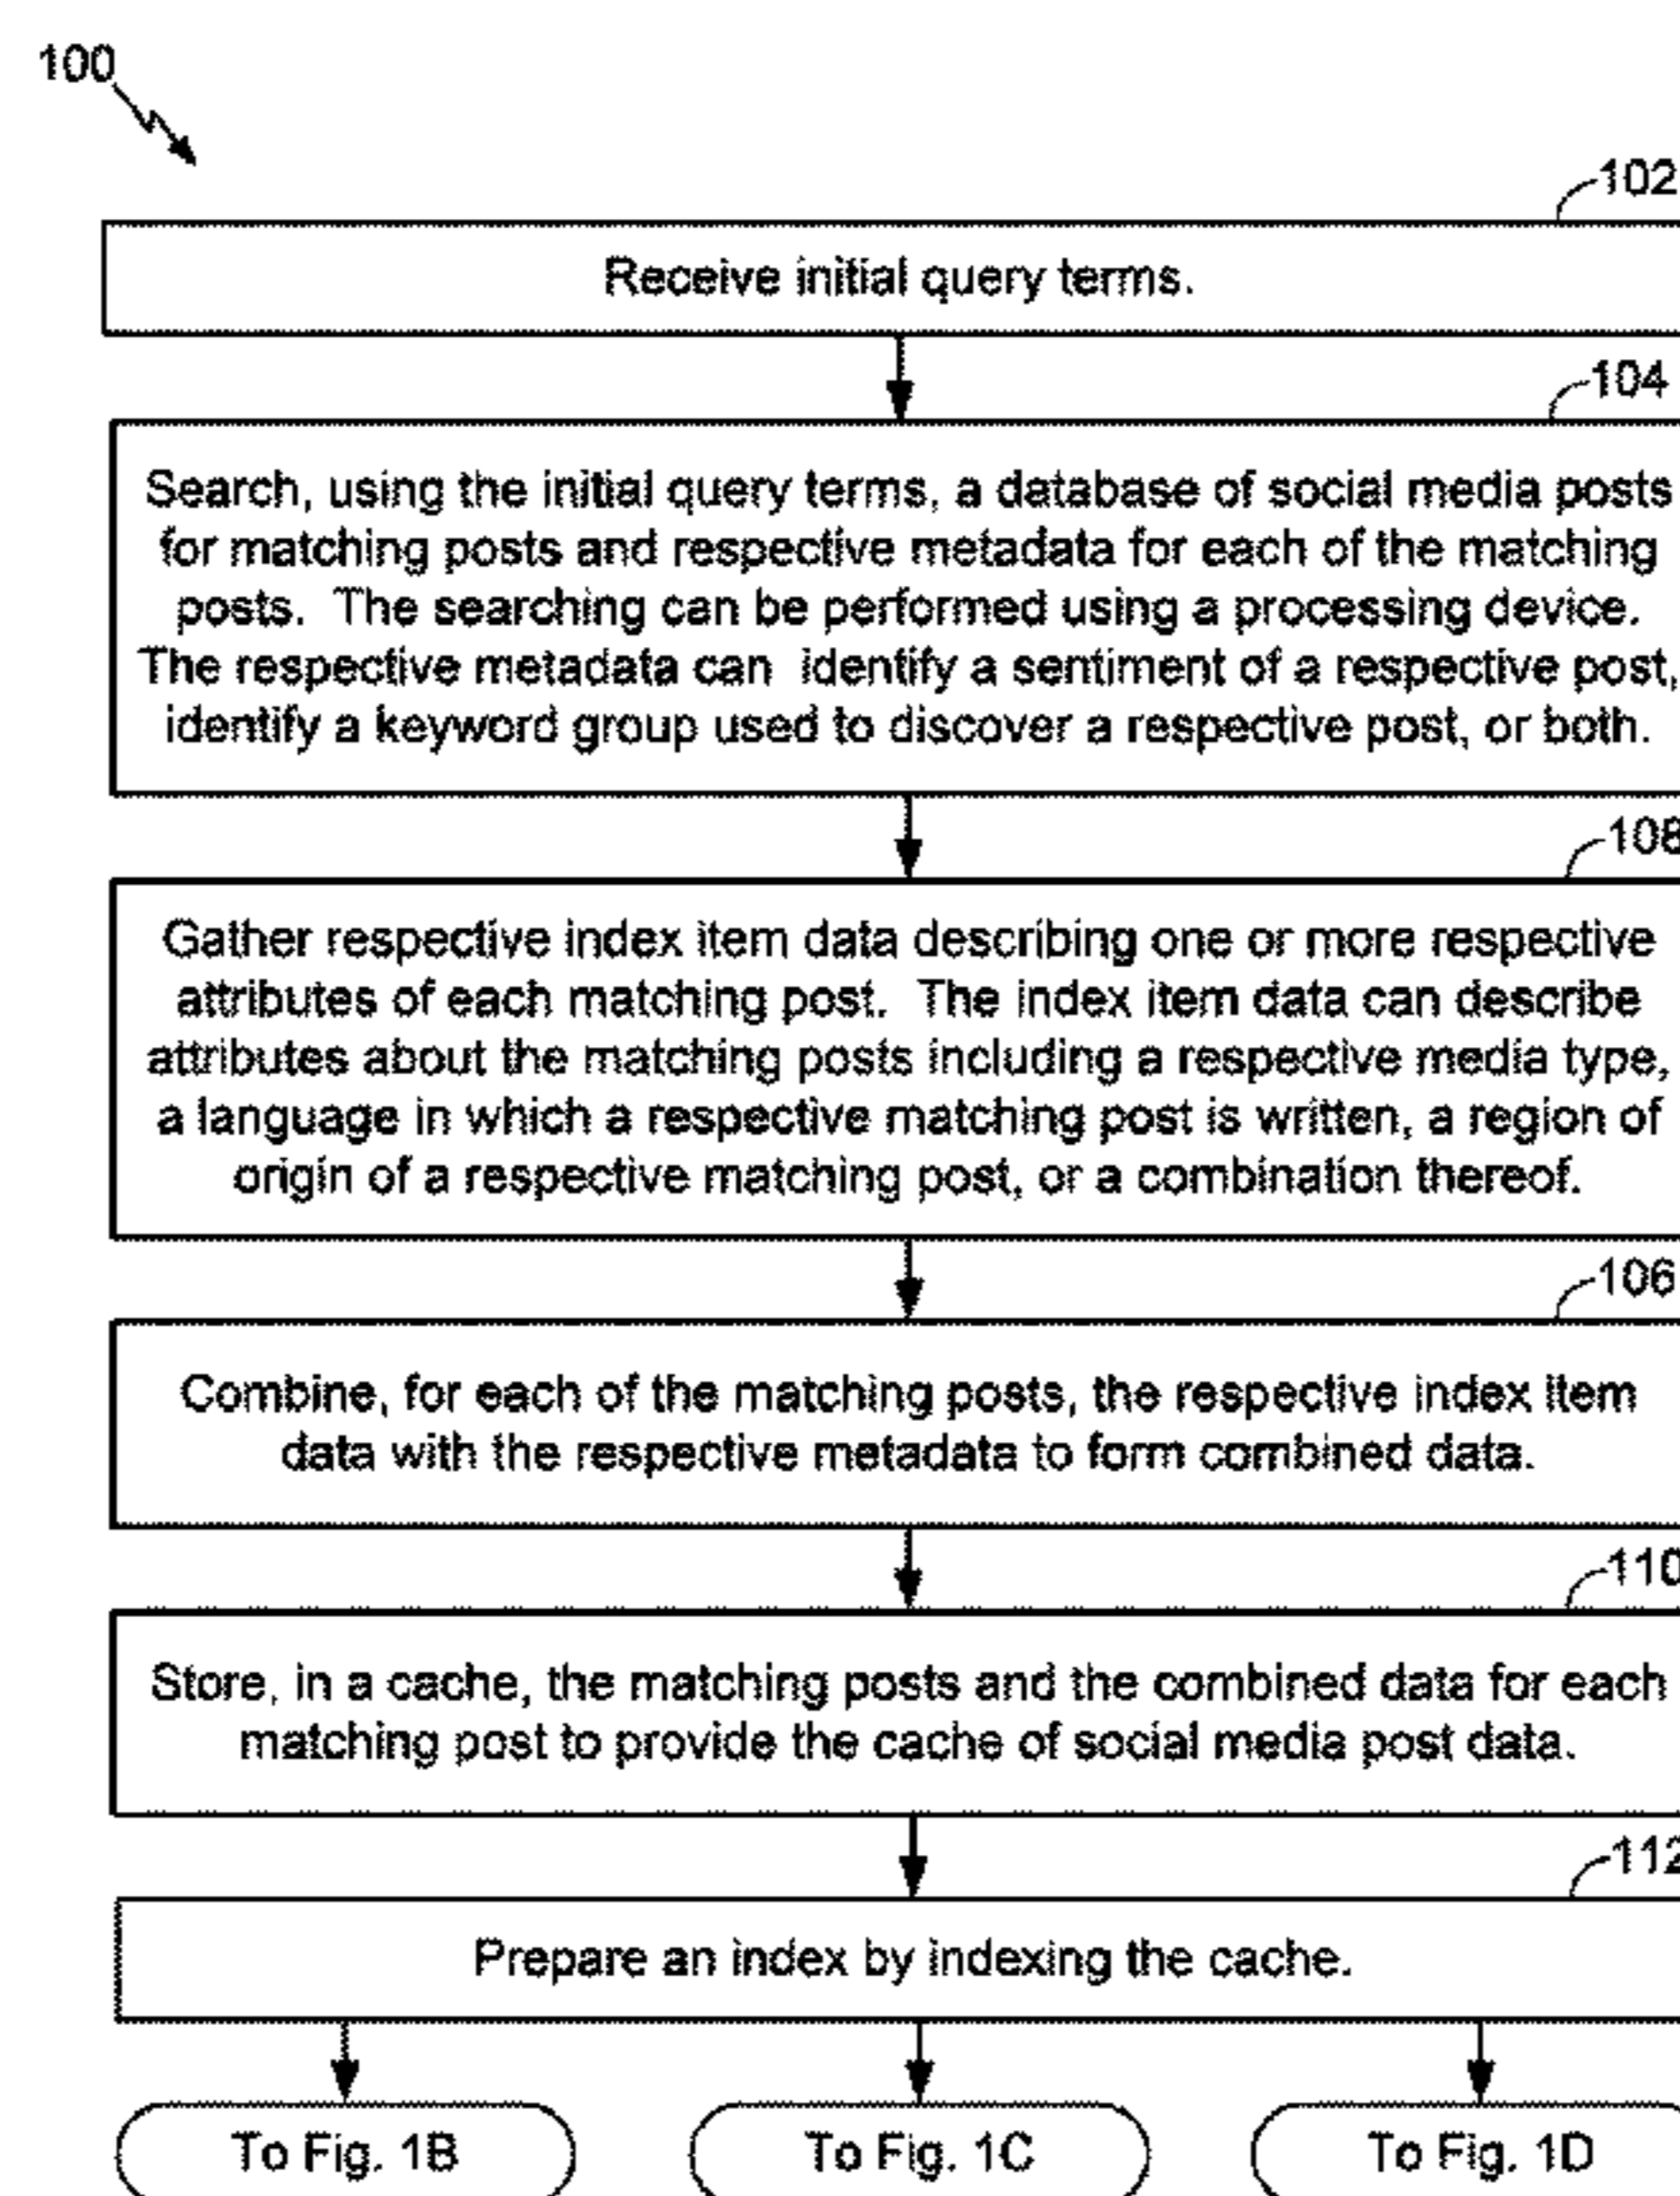 100
102
Receive initial query terms.
104
Search, using the initial query terms, a database of social media posts
for matching posts and respective metadata for each of the matching
posts. The searching can be performed using a processing device.
The respective metadata can identify a sentiment of a respective post,
identify a keyword group used to discover a respective post, or both.
108
Gather respective index item data describing one or more respective
attributes of each matching post. The index item data can describe
attributes about the matching posts including a respective media type,
a language in which a respective matching post is written, a region of
origin of a respective matching post, or a combination thereof.
106
Combine, for each of the matching posts, the respective index item
data with the respective metadata to form combined data.
110
Store, in a cache, the matching posts and the combined data for each
matching post to provide the cache of social media post data.
112
Prepare an index by indexing the cache.
To Fig. 1B
To Fig. 1C
To Fig. 1D